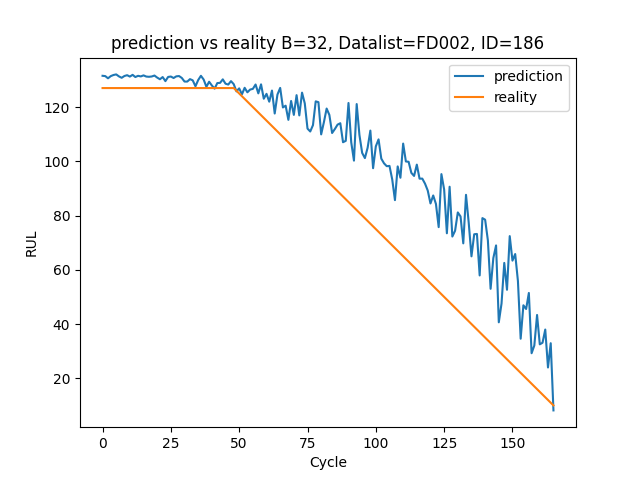 prediction vs reality B=32, Datalist=FD002, ID=186
prediction
reality
RUL
120
100
80
60
40
20
0 25 50 75 100 125 150
Cycle